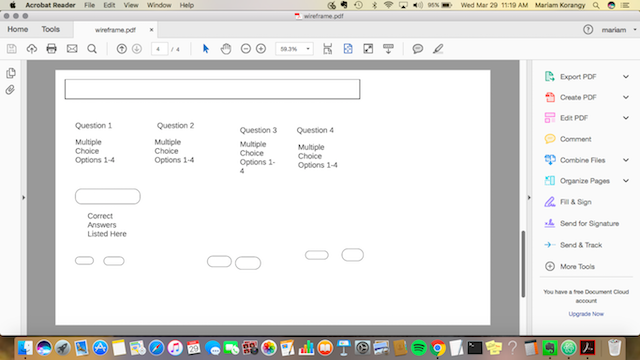 Acrobat Reader File Edit View Window Help
95% Wed Mar 29 11:19 AM Mariam Korangy
wireframe.pdf
Home Tools wireframe.pdf × mariam
4 / 4 59.3%
Question 1 Question 2 Question 3 Question 4
Multiple Multiple Multiple Multiple
Choice Choice Choice Choice
Options 1-4 Options 1-4 Options 1- Options 1-4
4
Correct
Answers
Listed Here
Export PDF
Create PDF
Edit PDF
Comment
Combine Files
Organize Pages
Fill & Sign
Send for Signature
Send & Track
More Tools
You have a free Document Cloud
account
Upgrade Now